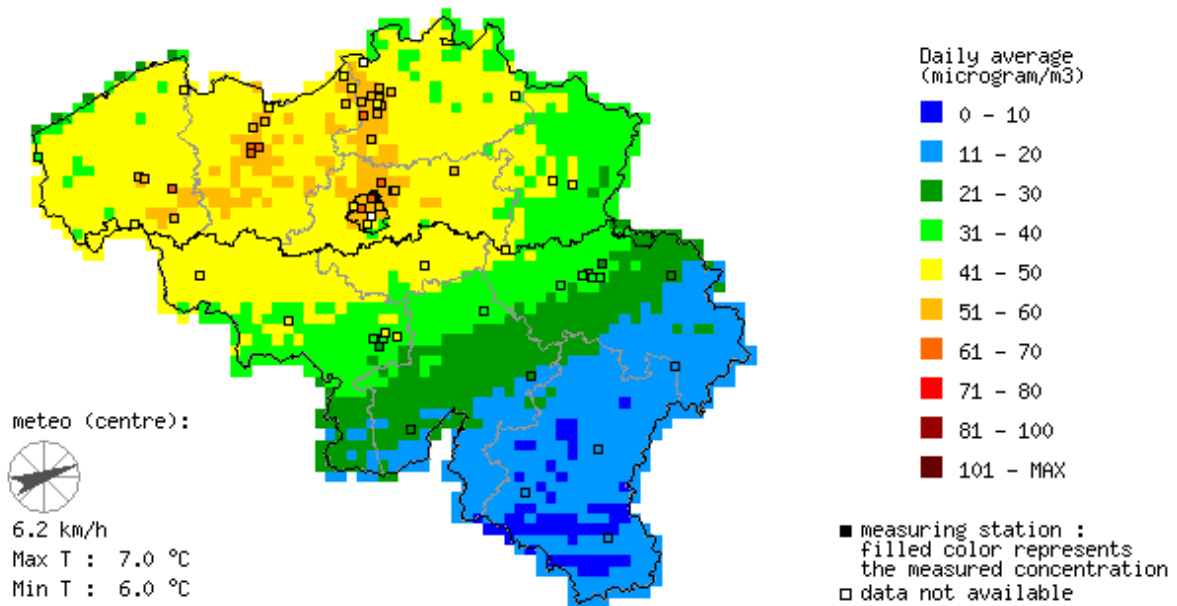 Daily average
(microgram/m3)
0 - 10
11 - 20
21 - 30
31 - 40
41 - 50
51 - 60
61 - 70
71 - 80
81 - 100
101 - MAX
meteo (centre):
6.2 km/h
Max T : 7.0 °C
Min T : 6.0 °C
measuring station :
filled color represents
the measured concentration
data not available